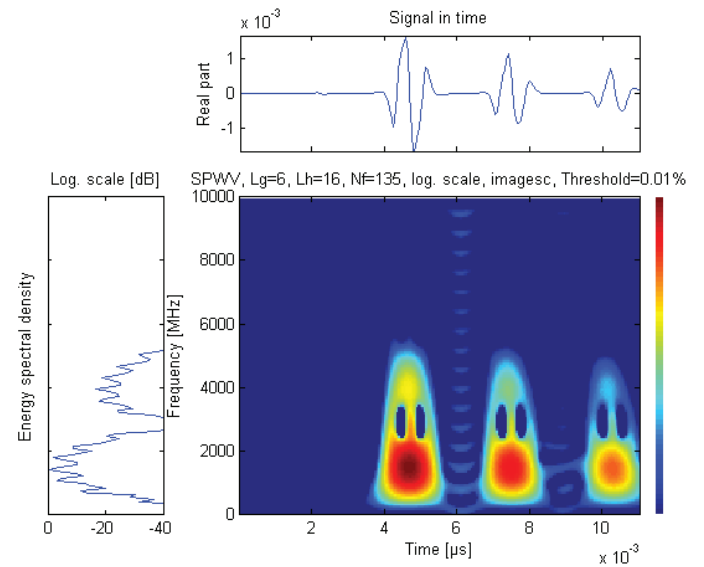 Signal in time
x 10-3
Real part
1
0
-1
Log. scale [dB]
SPWV, Lg=6, Lh=16, Nf=135, log. scale, imagesc, Threshold=0.01%
Energy spectral density
0
-20
-40
Frequency [MHz]
10000
8000
6000
4000
2000
0
2
4
6
8
10
Time [µs]
x 10-3